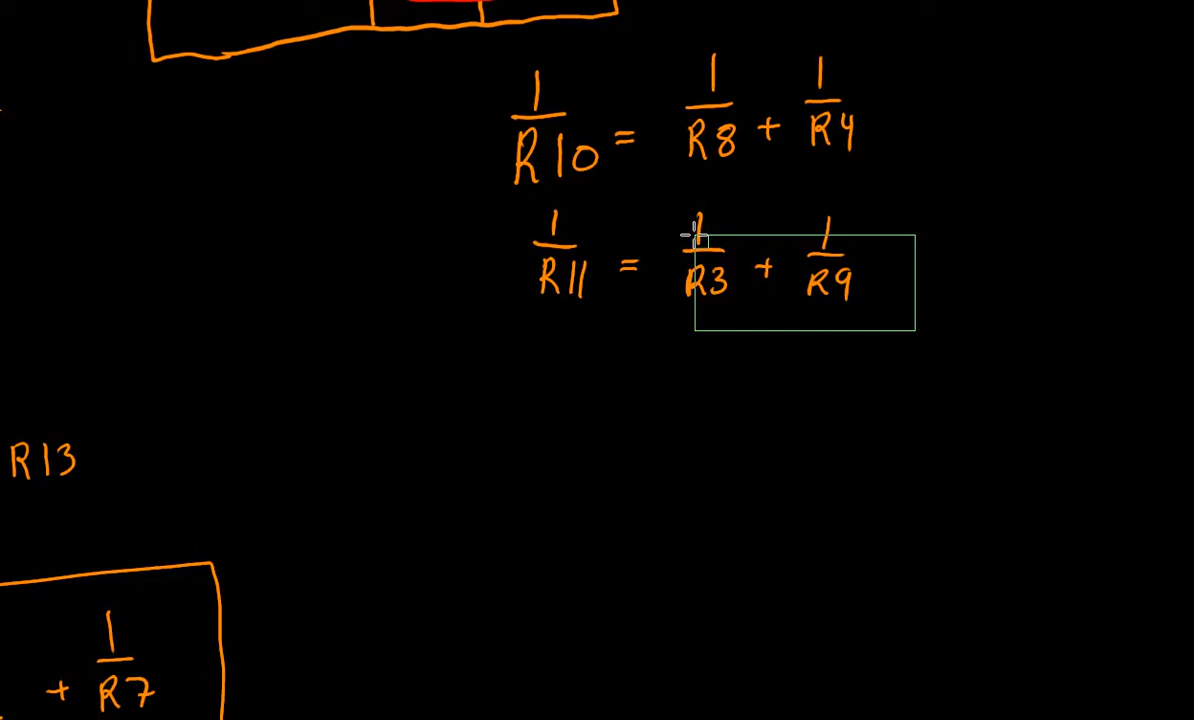 1/R10 = 1/R8 + 1/R4
1/R11 = 1/R3 + 1/R9
R13
+ 1/R7